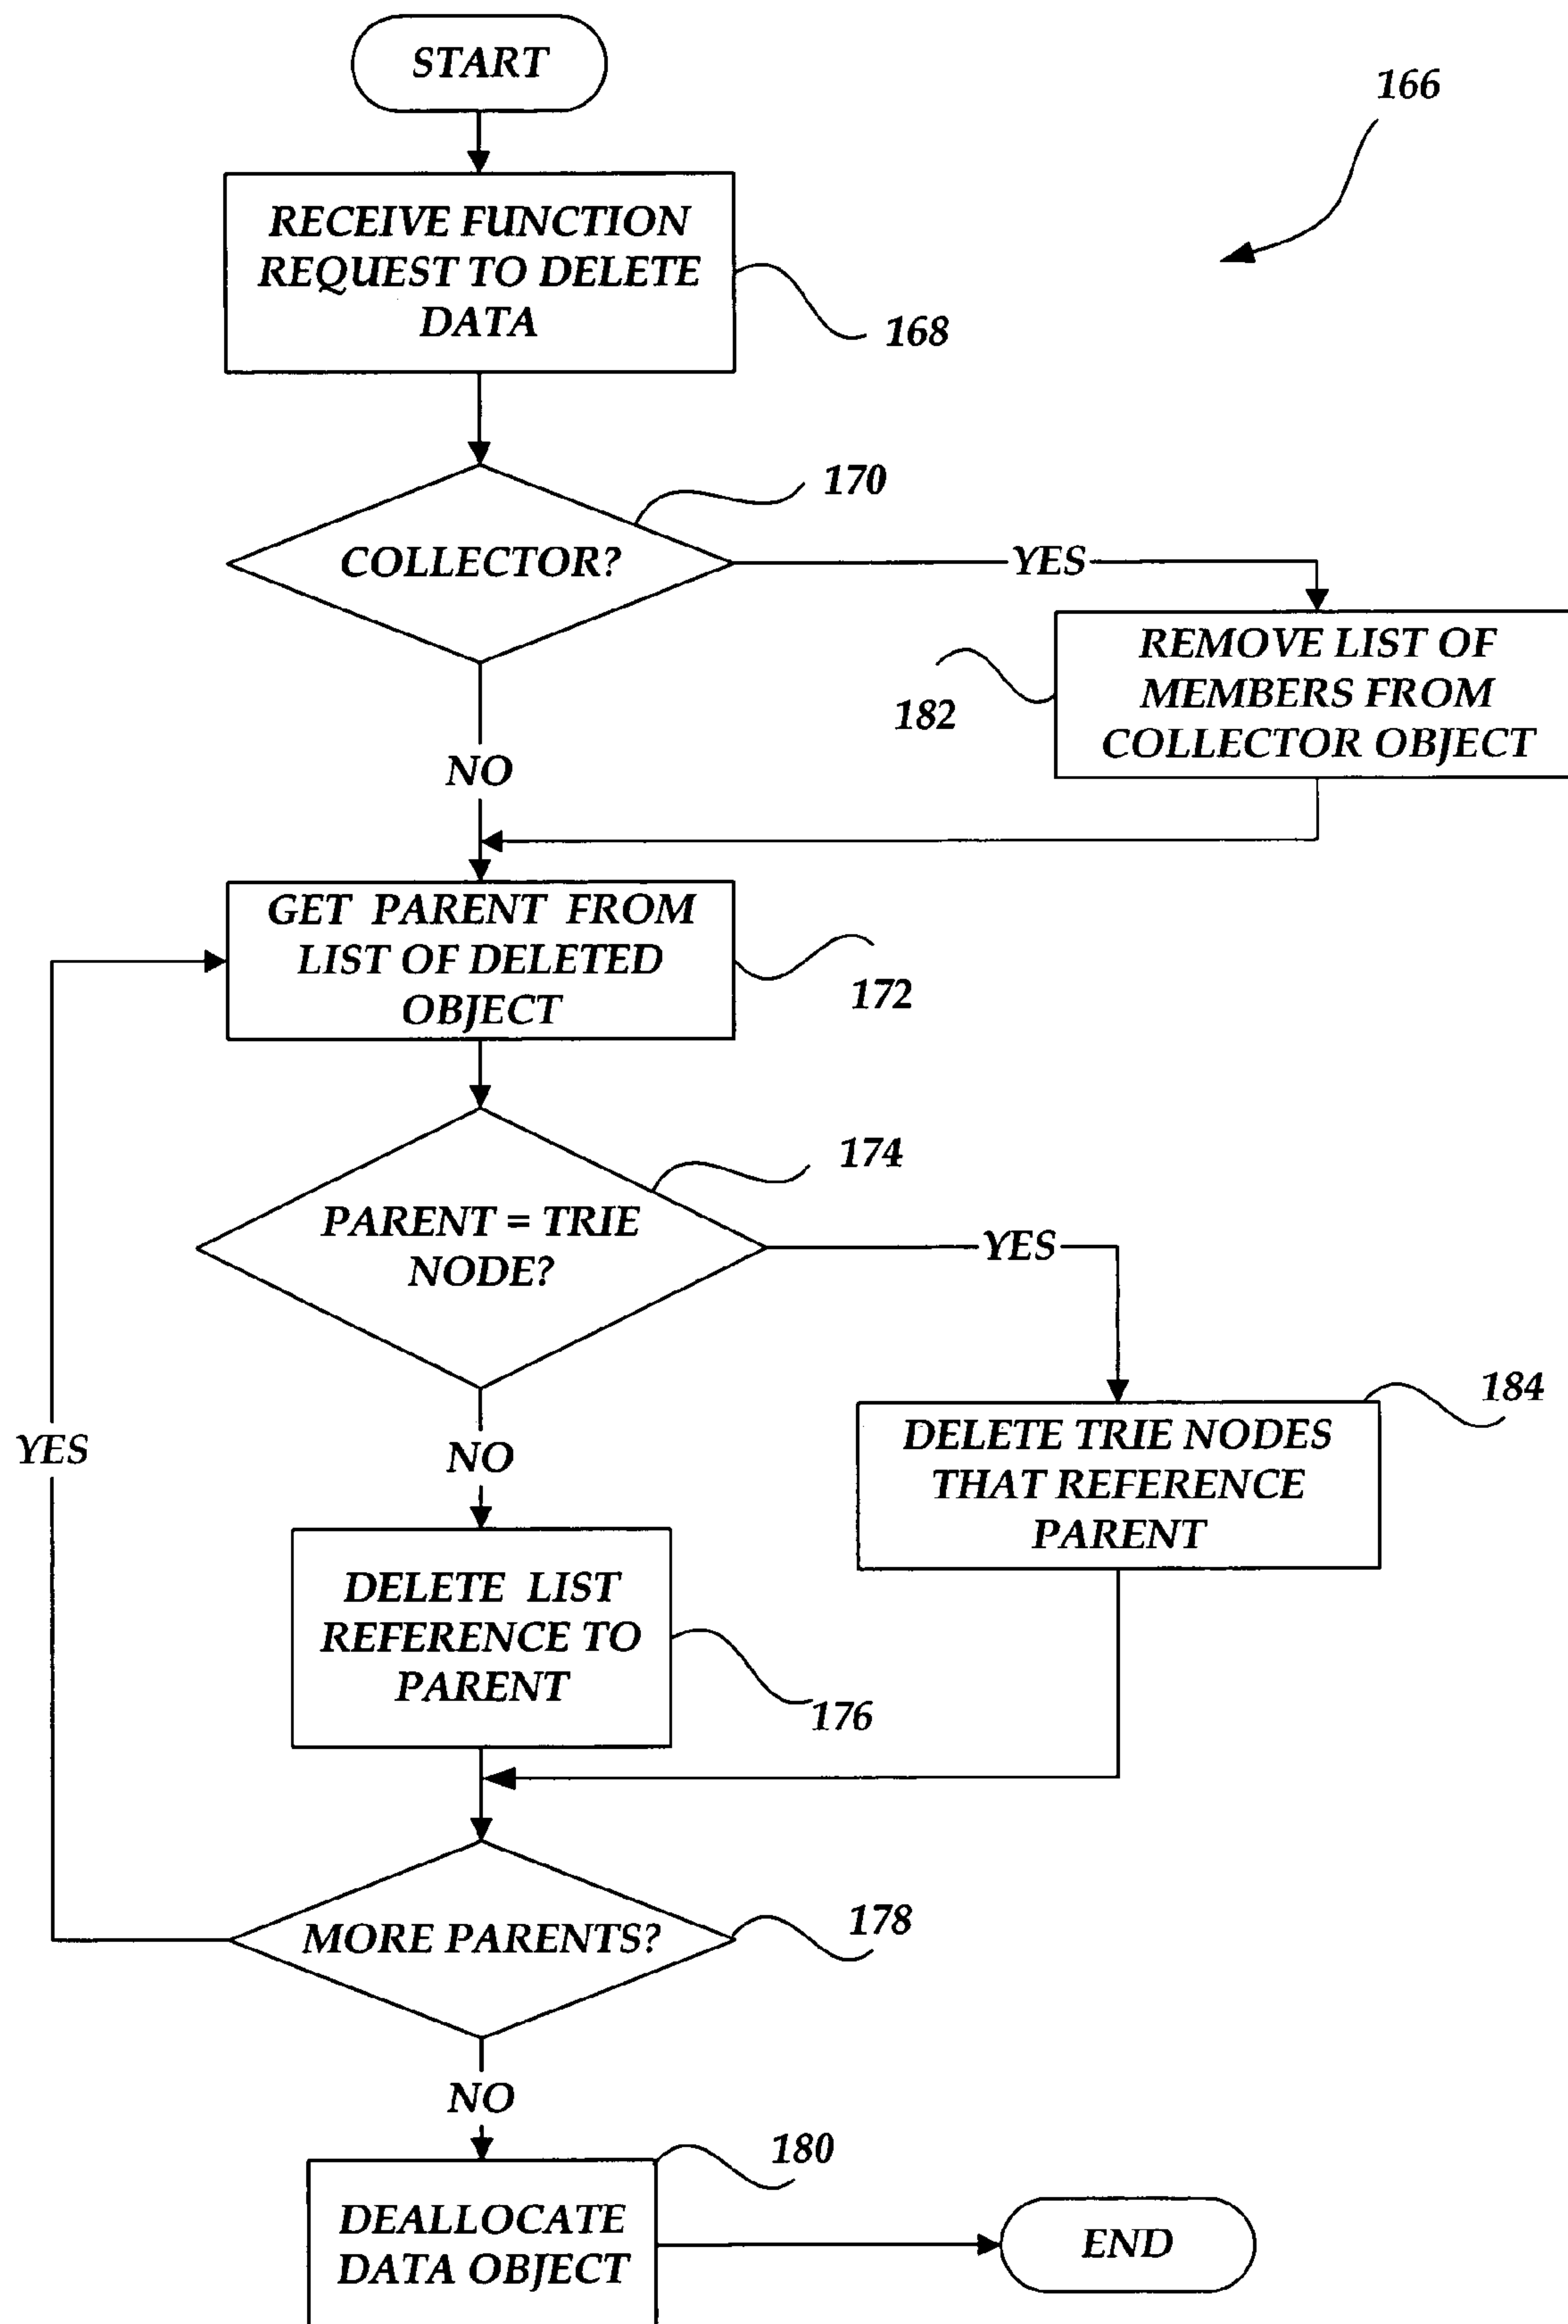 START
166
RECEIVE FUNCTION
REQUEST TO DELETE
DATA
168
170
COLLECTOR?
YES
REMOVE LIST OF
MEMBERS FROM
COLLECTOR OBJECT
182
NO
GET PARENT FROM
LIST OF DELETED
OBJECT
172
174
PARENT = TRIE
NODE?
YES
184
DELETE TRIE NODES
THAT REFERENCE
PARENT
YES
NO
DELETE LIST
REFERENCE TO
PARENT
176
178
MORE PARENTS?
NO
180
DEALLOCATE
DATA OBJECT
END